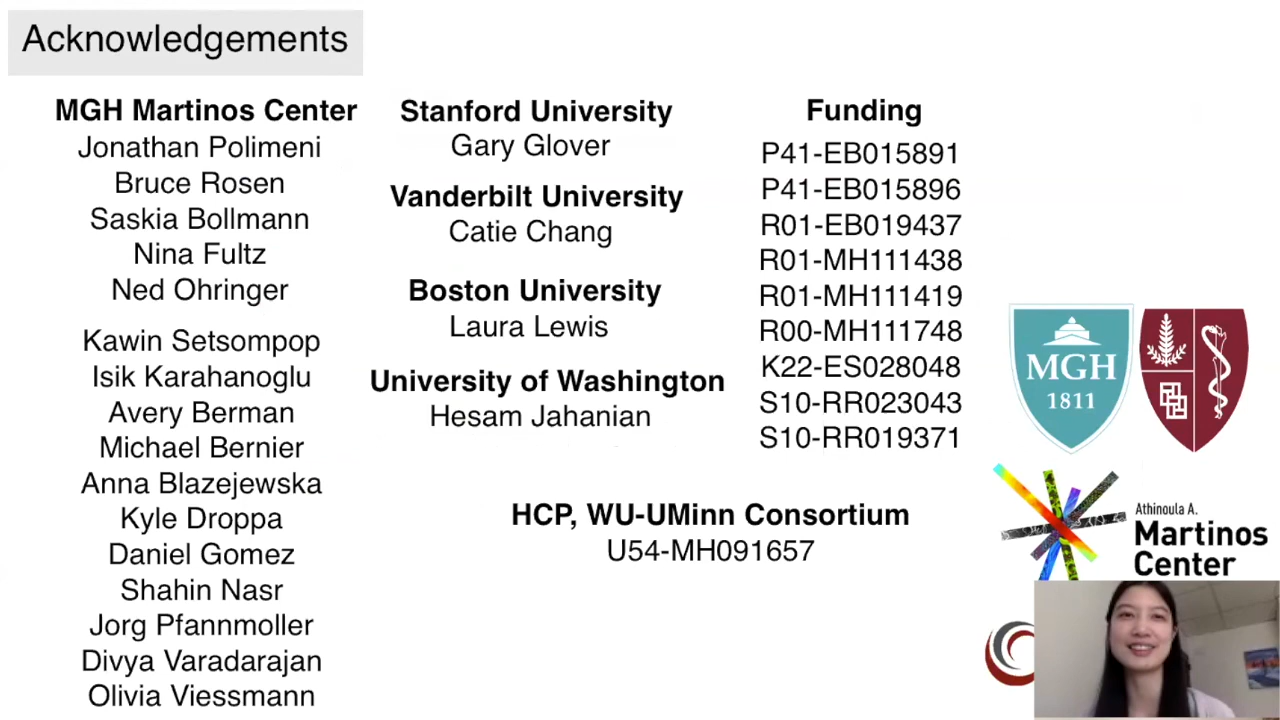 Acknowledgements
MGH Martinos Center
Jonathan Polimeni
Bruce Rosen
Saskia Bollmann
Nina Fultz
Ned Ohringer
Kawin Setsompop
Isik Karahanoglu
Avery Berman
Michael Bernier
Anna Blazejewska
Kyle Droppa
Daniel Gomez
Shahin Nasr
Jorg Pfannmoller
Divya Varadarajan
Olivia Viessmann
Stanford University
Gary Glover
Vanderbilt University
Catie Chang
Boston University
Laura Lewis
University of Washington
Hesam Jahanian
Funding
P41-EB015891
P41-EB015896
R01-EB019437
R01-MH111438
R01-MH111419
R00-MH111748
K22-ES028048
S10-RR023043
S10-RR019371
HCP, WU-UMinn Consortium
U54-MH091657
MGH
1811
Athinoula A.
Martinos
Center